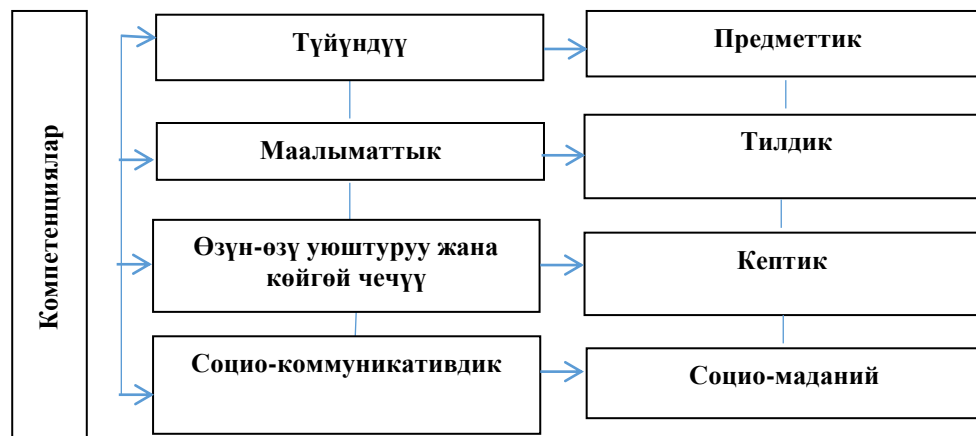 Компетенциялар
Түйүндүү
Предметтик
Маалыматтык
Тилдик
Өзүн-өзү уюштуруу жана
көйгөй чечүү
Кептик
Социо-коммуникативдик
Социо-маданий